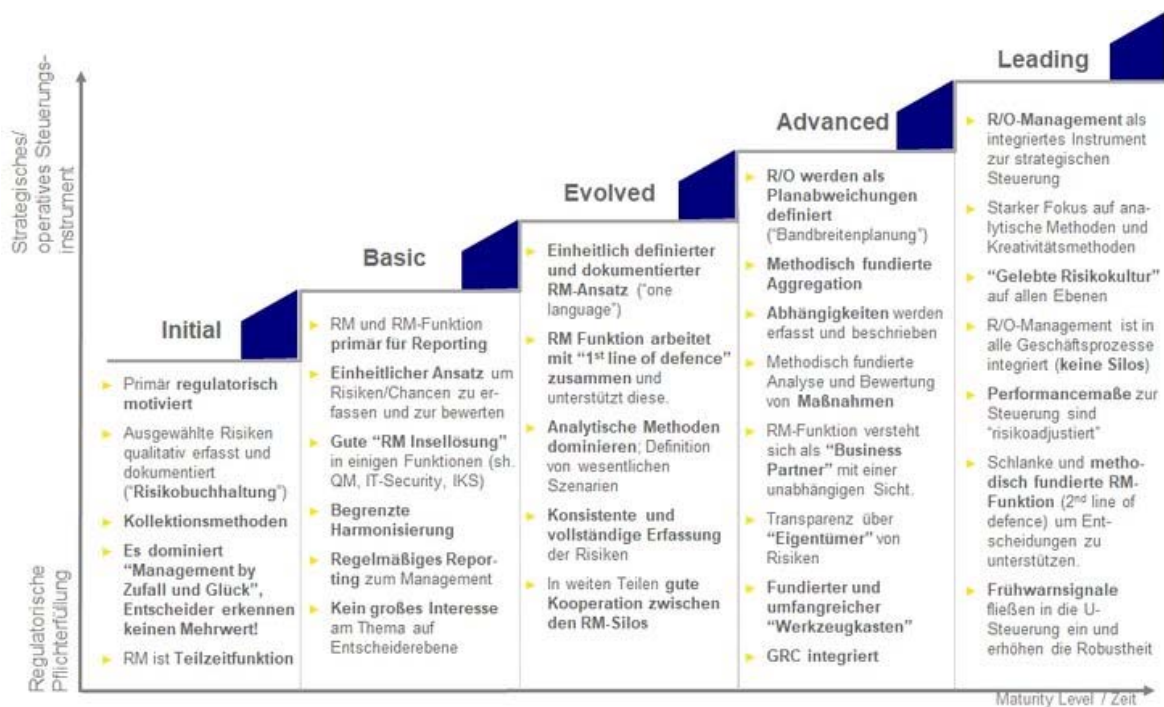 Strategisches/
operatives Steuerungs-
instrument
Regulatorische
Pflichterfüllung
Initial
Primär regulatorisch
motiviert
Ausgewählte Risiken
qualitativ erfasst und
dokumentiert
(“Risikobuchhaltung”)
Kollektionsmethoden
Es dominiert
“Management by
Zufall und Glück”,
Entscheider erkennen
keinen Mehrwert!
RM ist Teilzeitfunktion
Basic
RM und RM-Funktion
primär für Reporting
Einheitlicher Ansatz um
Risiken/Chancen zu er-
fassen und zur bewerten
Gute “RM Insellösung”
in einigen Funktionen (sh.
QM, IT-Security, IKS)
Begrenzte
Harmonisierung
Regelmäßiges Repor-
ting zum Management
Kein großes Interesse
am Thema auf
Entscheiderebene
Evolved
Einheitlich definierter
und dokumentierter
RM-Ansatz (“one
language”)
RM Funktion arbeitet
mit “1st line of defence”
zusammen und
unterstützt diese.
Analytische Methoden
dominieren; Definition
von wesentlichen
Szenarien
Konsistente und
vollständige Erfassung
der Risiken
In weiten Teilen gute
Kooperation zwischen
den RM-Silos
Advanced
R/O werden als
Planabweichungen
definiert
(“Bandbreitenplanung”)
Methodisch fundierte
Aggregation
Abhängigkeiten werden
erfasst und beschrieben
Methodisch fundierte
Analyse und Bewertung
von Maßnahmen
RM-Funktion versteht
sich als “Business
Partner” mit einer
unabhängigen Sicht.
Transparenz über
“Eigentümer” von
Risiken
Fundierter und
umfangreicher
“Werkzeugkasten”
GRC integriert
Leading
R/O-Management als
integriertes Instrument
zur strategischen
Steuerung
Starker Fokus auf ana-
lytische Methoden und
Kreativitätsmethoden
“Gelebte Risikokultur”
auf allen Ebenen
R/O-Management ist in
alle Geschäftsprozesse
integriert (keine Silos)
Performancemaße zur
Steuerung sind
“risikoadjustiert”
Schlanke und metho-
disch fundierte RM-
Funktion (2nd line of
defence) um Ent-
scheidungen zu
unterstützen.
Frühwarnsignale
fließen in die U-
Steuerung ein und
erhöhen die Robustheit
Maturity Level / Zeit